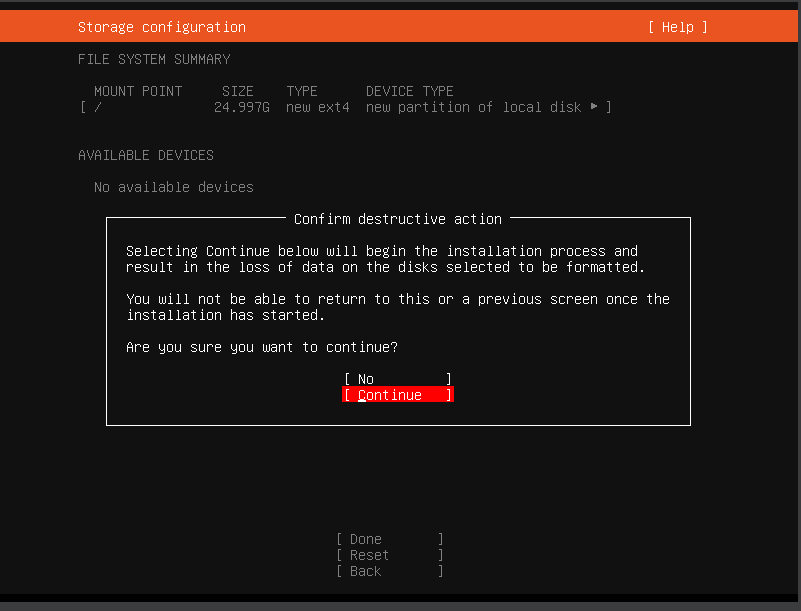 Storage configuration [ Help ]
FILE SYSTEM SUMMARY
MOUNT POINT SIZE TYPE DEVICE TYPE
[ / 24.997G new ext4 new partition of local disk ▸ ]
AVAILABLE DEVICES
No available devices
Confirm destructive action
Selecting Continue below will begin the installation process and
result in the loss of data on the disks selected to be formatted.
You will not be able to return to this or a previous screen once the
installation has started.
Are you sure you want to continue?
[ No ]
[ Continue ]
[ Done ]
[ Reset ]
[ Back ]